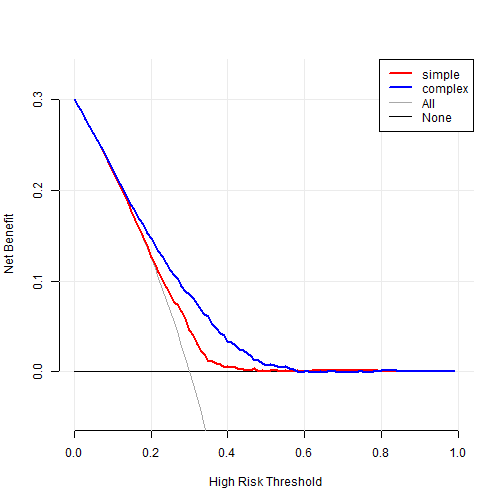 simple
complex
All
None
Net Benefit
0.3
0.2
0.1
0.0
0.0 0.2 0.4 0.6 0.8 1.0
High Risk Threshold